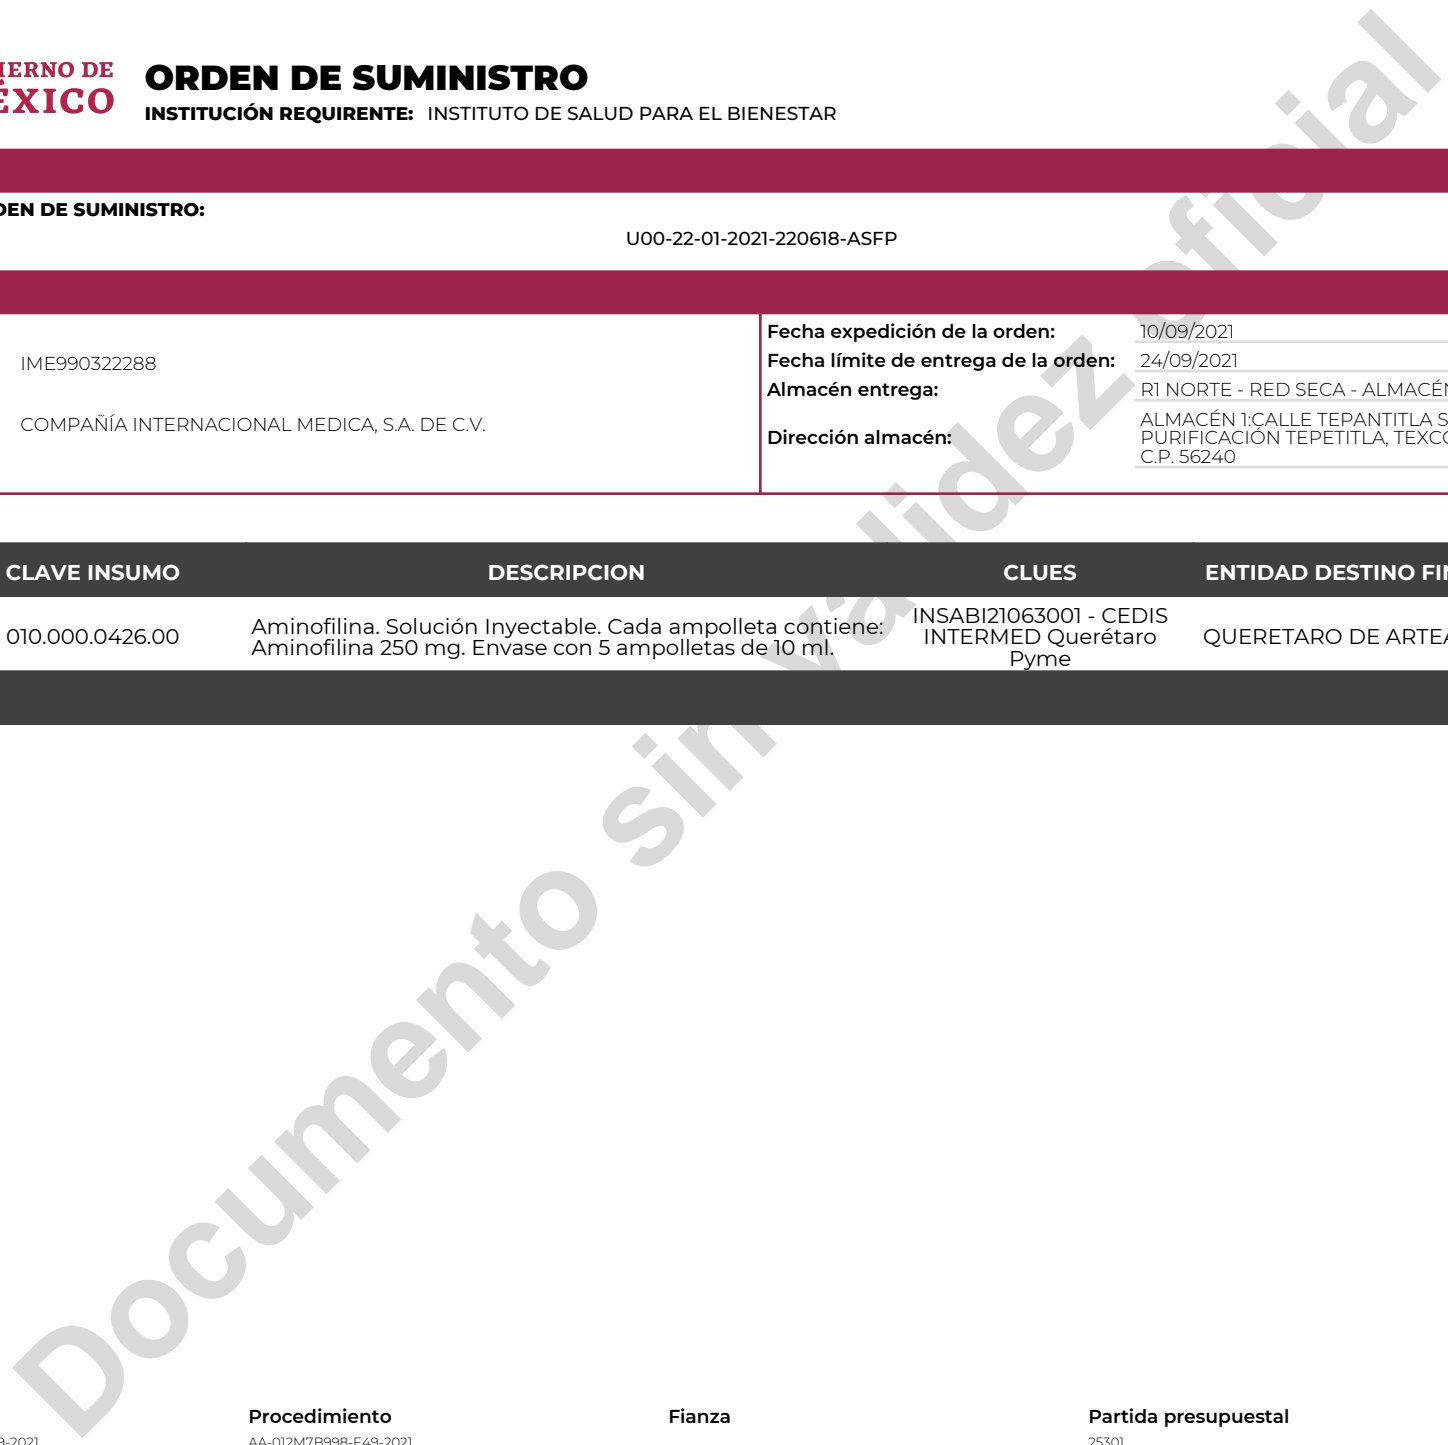 IERNO DE
ÉXICO
ORDEN DE SUMINISTRO
INSTITUCIÓN REQUIRENTE: INSTITUTO DE SALUD PARA EL BIENESTAR
DEN DE SUMINISTRO:
U00-22-01-2021-220618-ASFP
IME990322288
COMPAÑÍA INTERNACIONAL MEDICA, S.A. DE C.V.
Fecha expedición de la orden: 10/09/2021
Fecha límite de entrega de la orden: 24/09/2021
Almacén entrega: R1 NORTE - RED SECA - ALMACÉN
Dirección almacén:
ALMACÉN 1:CALLE TEPANTITLA S
PURIFICACIÓN TEPETITLA, TEXCO
C.P. 56240
CLAVE INSUMO DESCRIPCION CLUES ENTIDAD DESTINO FIN
010.000.0426.00
Aminofilina. Solución Inyectable. Cada ampolleta contiene:
Aminofilina 250 mg. Envase con 5 ampolletas de 10 ml.
INSABI21063001 - CEDIS
INTERMED Querétaro
Pyme
QUERETARO DE ARTEA
Documento sin validez oficial
Procedimiento Fianza Partida presupuestal
9-2021 AA-012M7B998-E49-2021 25301